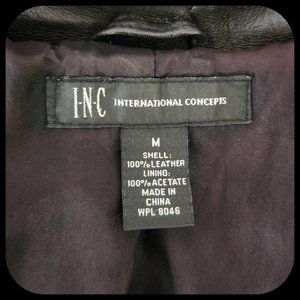 I·N·C INTERNATIONAL CONCEPTS
M
SHELL:
100% LEATHER
LINING:
100% ACETATE
MADE IN
CHINA
WPL 8046